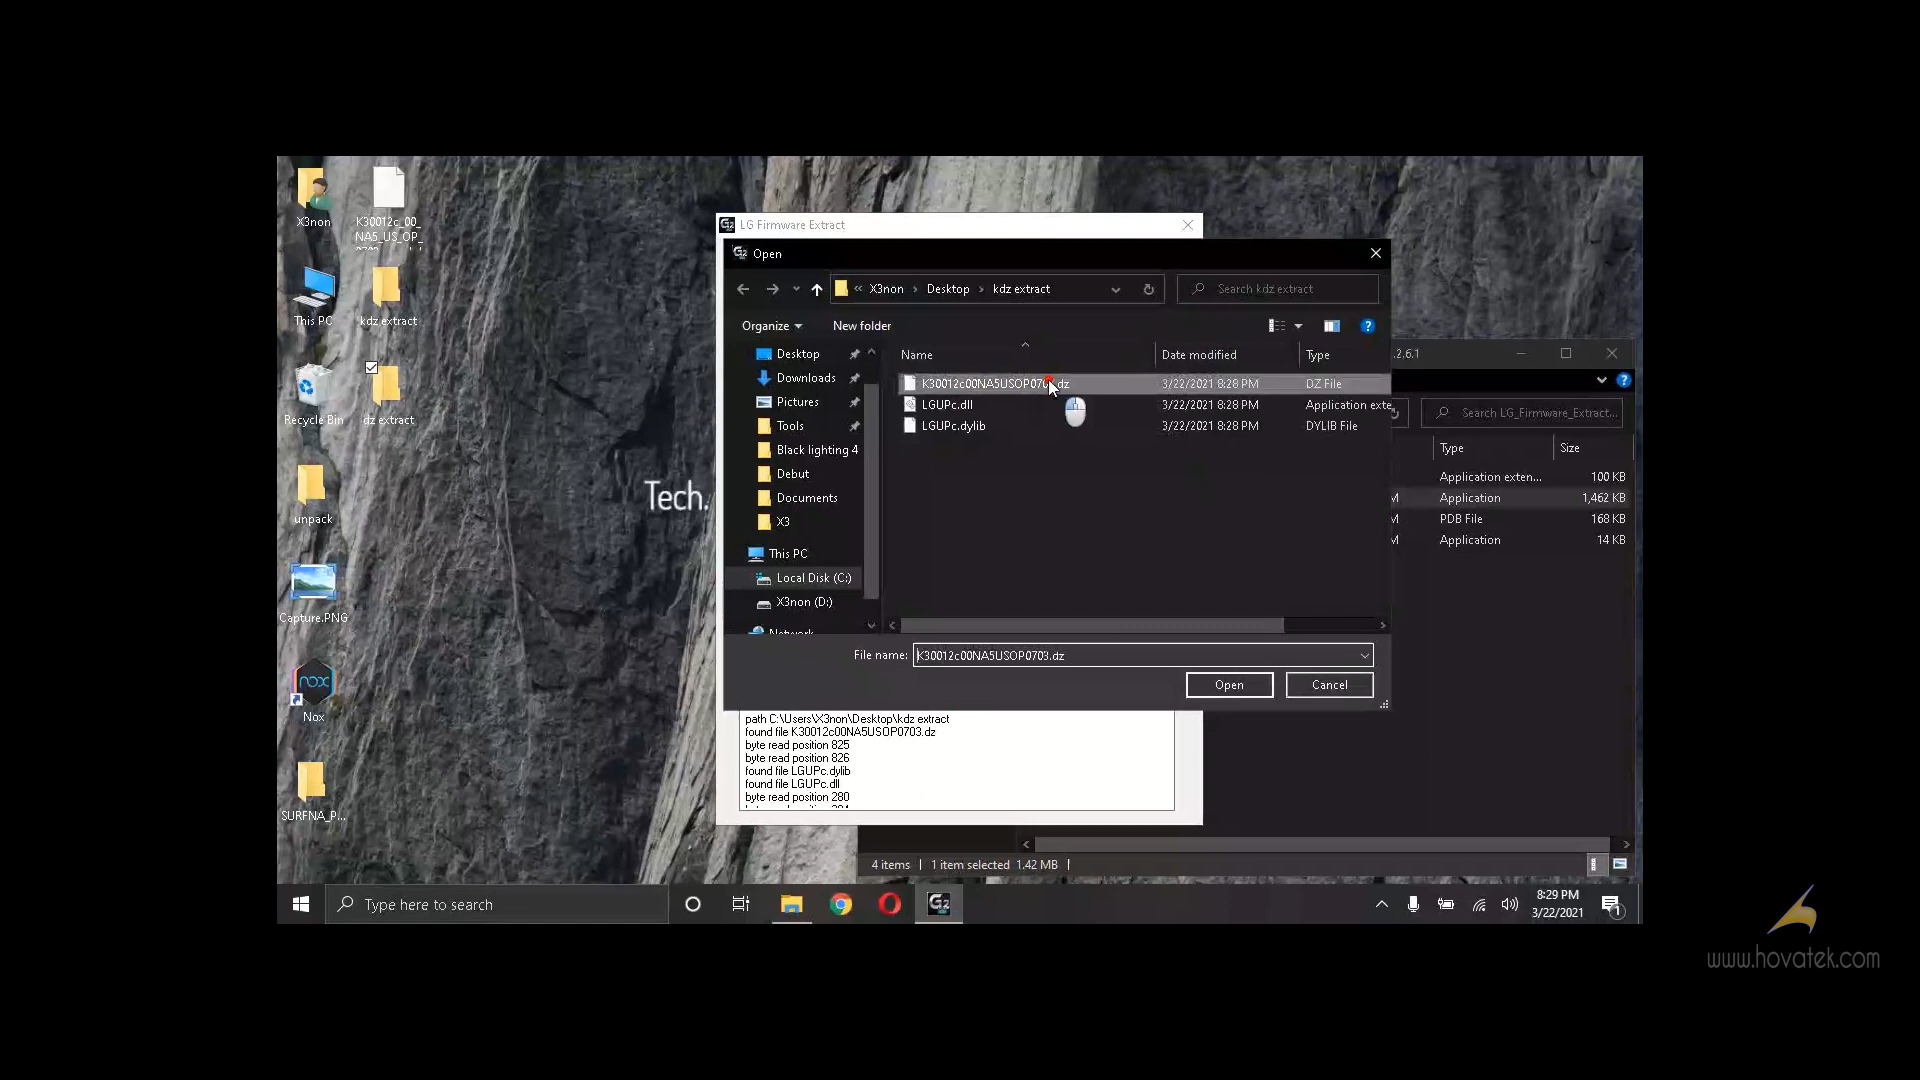 X3non
K30012c_00_
NA5_US_OP_
This PC
kdz extract
Recycle Bin
dz extract
unpack
Capture.PNG
Nox
SURFNA_P...
Tech.
LG Firmware Extract
Open
« X3non › Desktop › kdz extract
Search kdz extract
Organize
New folder
Desktop
Downloads
Pictures
Tools
Black lighting 4
Debut
Documents
X3
This PC
Local Disk (C:)
X3non (D:)
Network
Name Date modified Type
K30012c00NA5USOP070 .dz 3/22/2021 8:28 PM DZ File
LGUPc.dll 3/22/2021 8:28 PM Application exte
LGUPc.dylib 3/22/2021 8:28 PM DYLIB File
File name: K30012c00NA5USOP0703.dz
Open Cancel
path C:\Users\X3non\Desktop\kdz extract
found file K30012c00NA5USOP0703.dz
byte read position 825
byte read position 826
found file LGUPc.dylib
found file LGUPc.dll
byte read position 280
.2.6.1
Search LG_Firmware_Extract...
Type Size
Application exten... 100 KB
M Application 1,462 KB
M PDB File 168 KB
M Application 14 KB
4 items 1 item selected 1.42 MB
Type here to search
8:29 PM
3/22/2021
1
www.hovatek.com